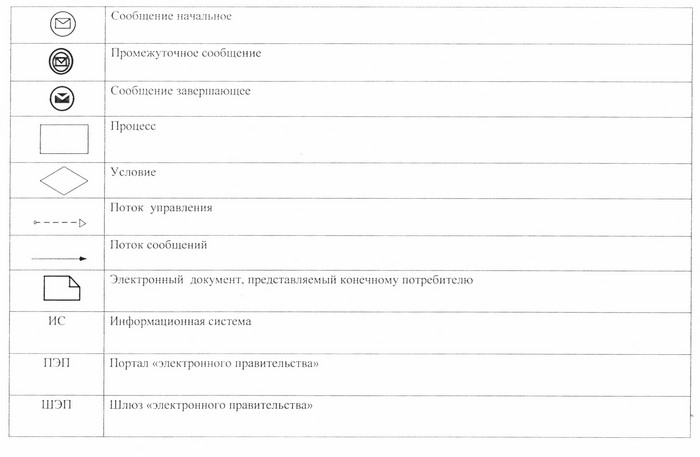 Сообщение начальное
Промежуточное сообщение
Сообщение завершающее
Процесс
Условие
Поток управления
Поток сообщений
Электронный документ, представляемый конечному потребителю
ИС Информационная система
ПЭП Портал «электронного правительства»
ШЭП Шлюз «электронного правительства»